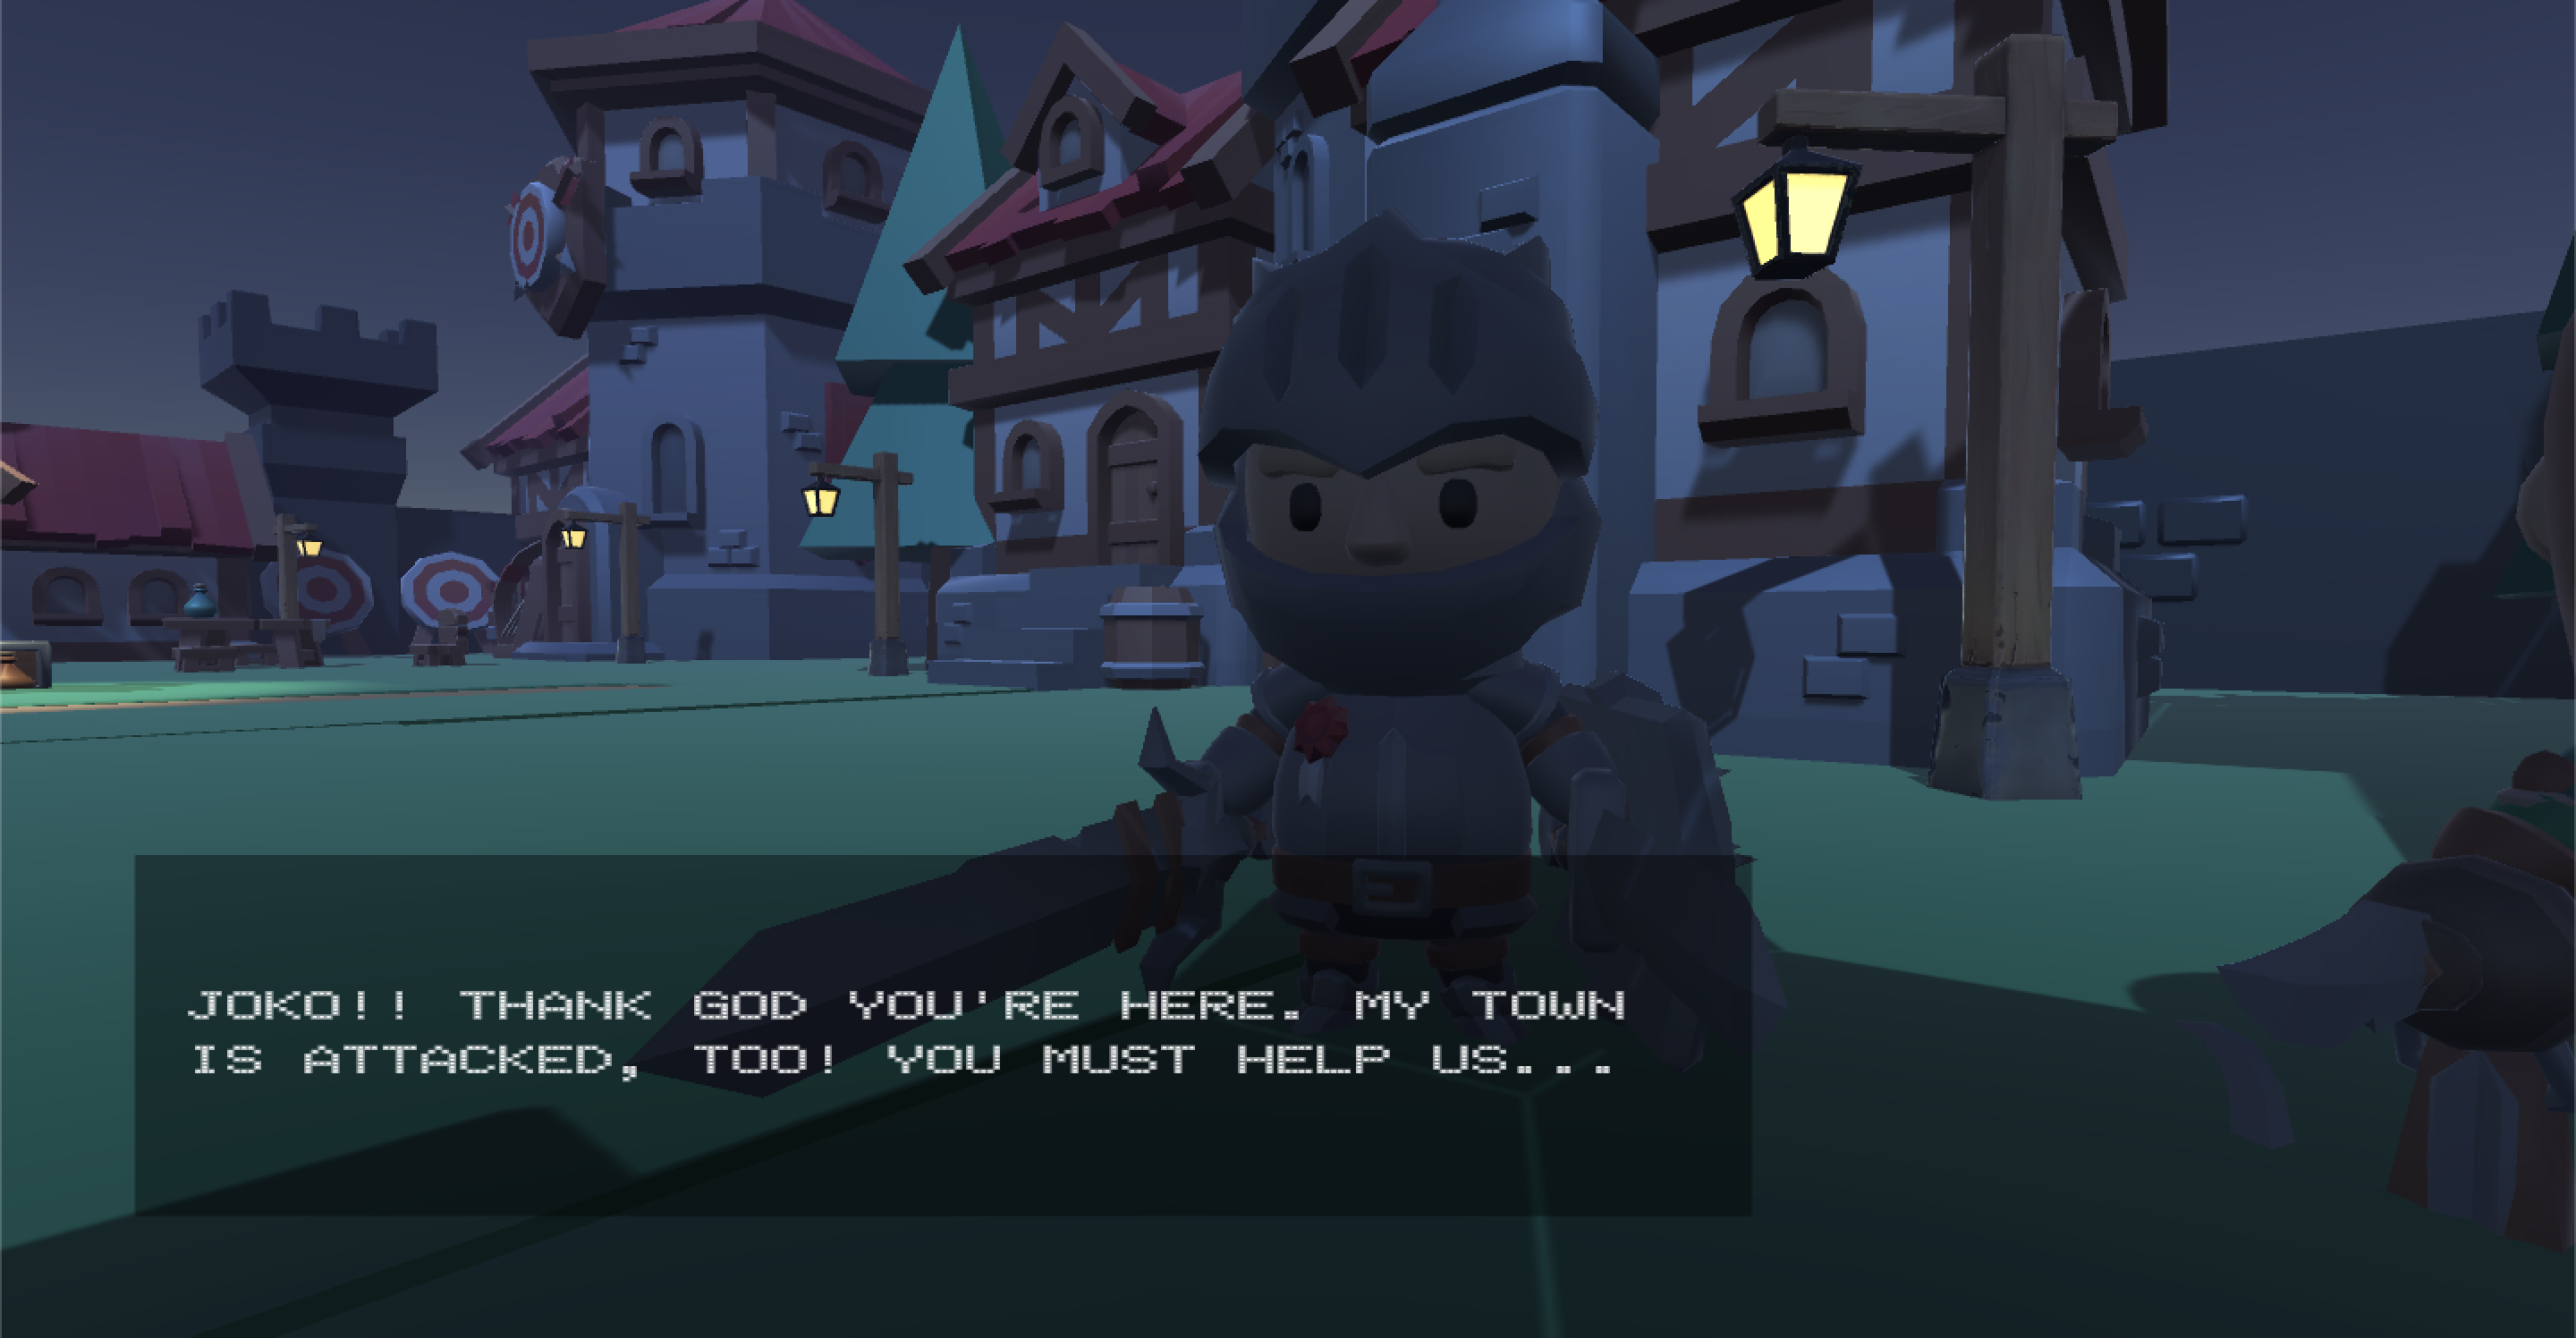 JOKO!! THANK GOD YOU'RE HERE. MY TOWN
IS ATTACKED, TOO! YOU MUST HELP US...